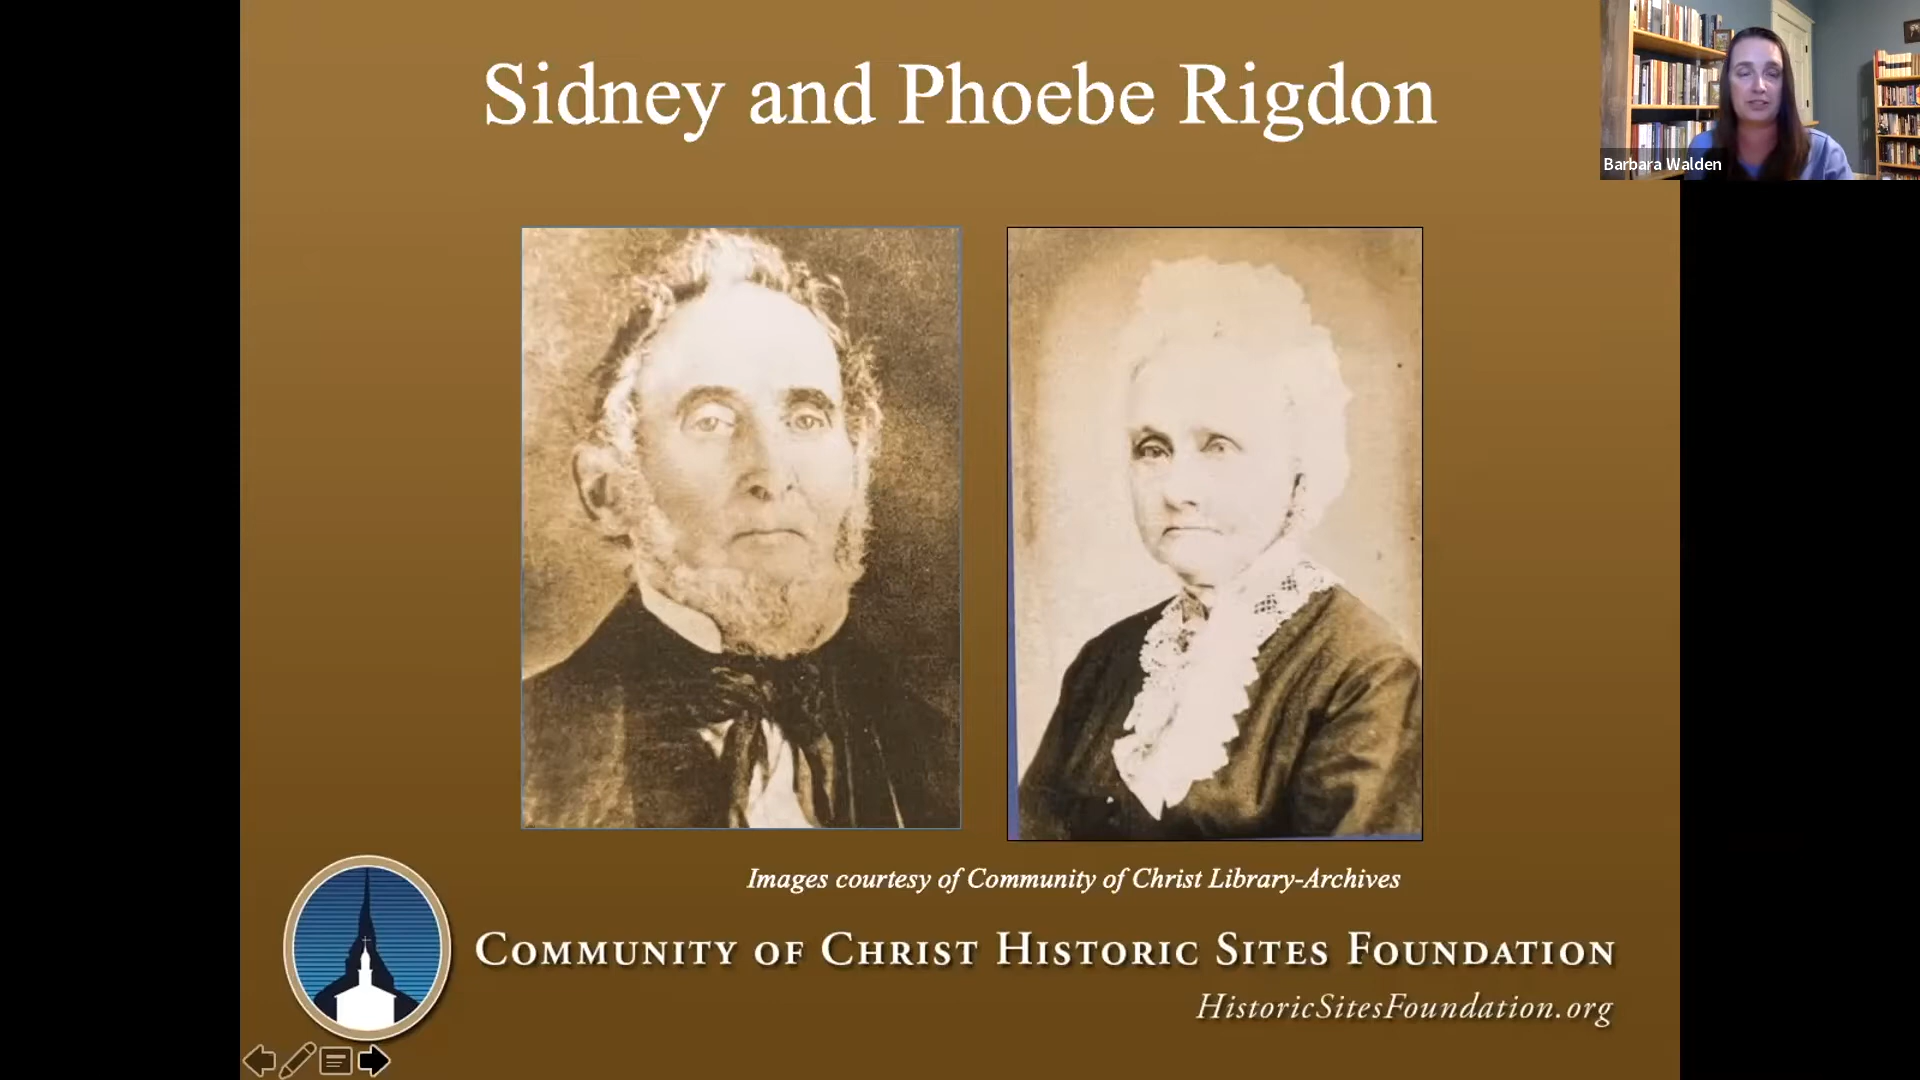 Sidney and Phoebe Rigdon
Barbara Walden
Images courtesy of Community of Christ Library-Archives
Community of Christ Historic Sites Foundation
HistoricSitesFoundation.org